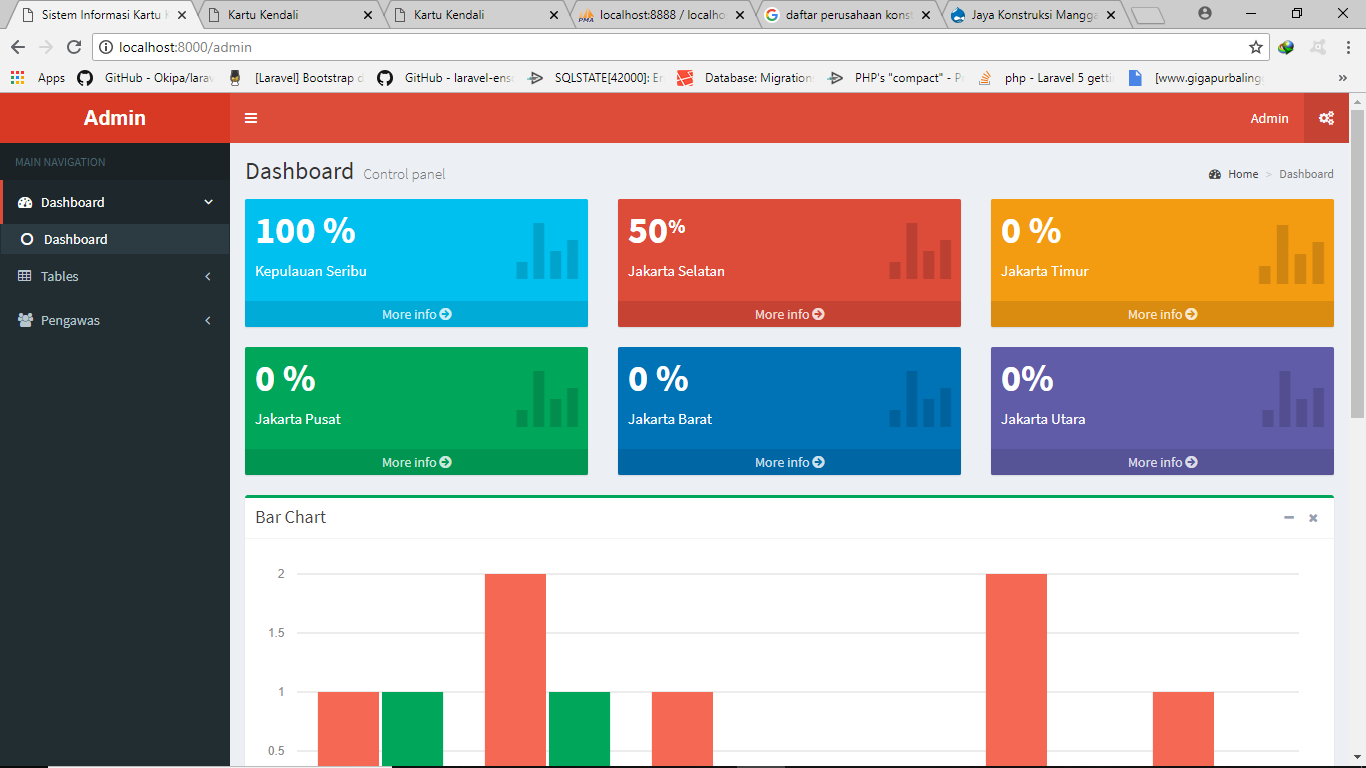 Sistem Informasi Kartu
Kartu Kendali
Kartu Kendali
localhost:8888 / localho
daftar perusahaan kons
Jaya Konstruksi Mangga
localhost:8000/admin
Apps
GitHub - Okipa/larav
[Laravel] Bootstrap d
GitHub - laravel-ens
SQLSTATE[42000]: Er
Database: Migration
PHP's "compact" - P
php - Laravel 5 getti
[www.gigapurbaling
Admin
Admin
MAIN NAVIGATION
Dashboard
Dashboard
Tables
Pengawas
Dashboard Control panel
Home > Dashboard
100 %
Kepulauan Seribu
More info
50%
Jakarta Selatan
More info
0 %
Jakarta Timur
More info
0 %
Jakarta Pusat
More info
0 %
Jakarta Barat
More info
0%
Jakarta Utara
More info
Bar Chart
2
1.5
1
0.5